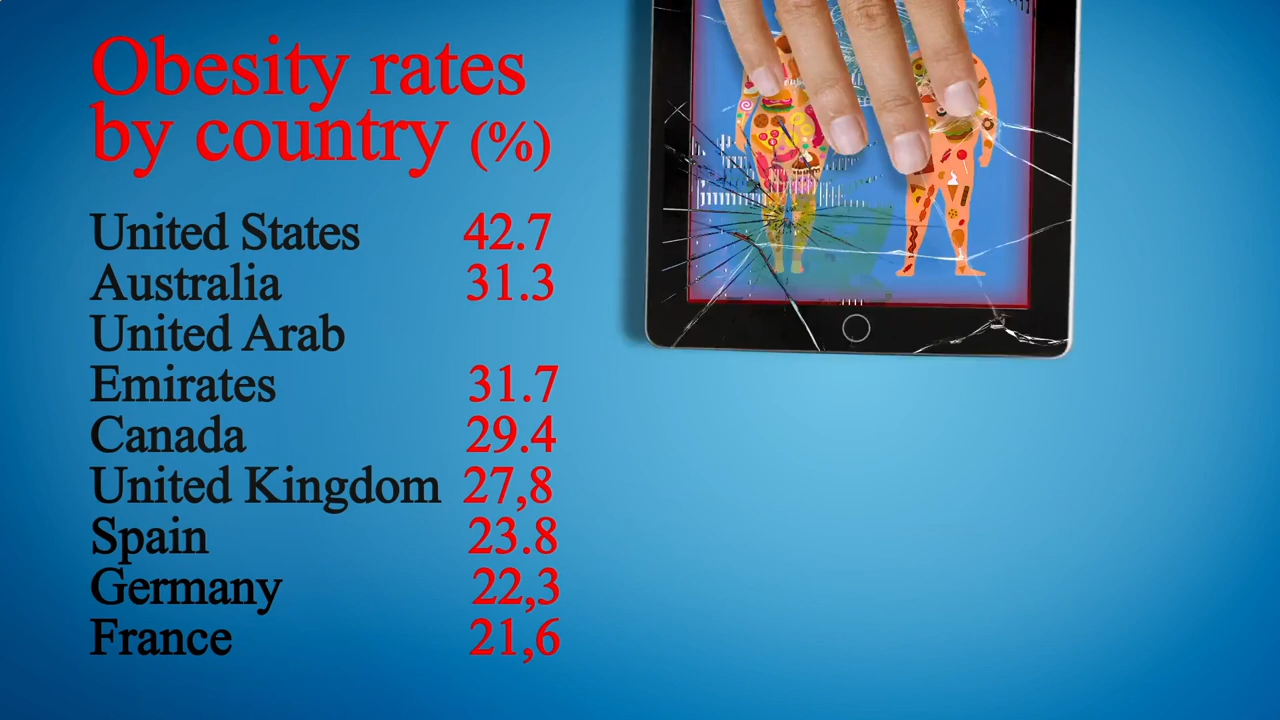 Obesity rates
by country (%)
United States 42.7
Australia 31.3
United Arab
Emirates 31.7
Canada 29.4
United Kingdom 27,8
Spain 23.8
Germany 22,3
France 21,6